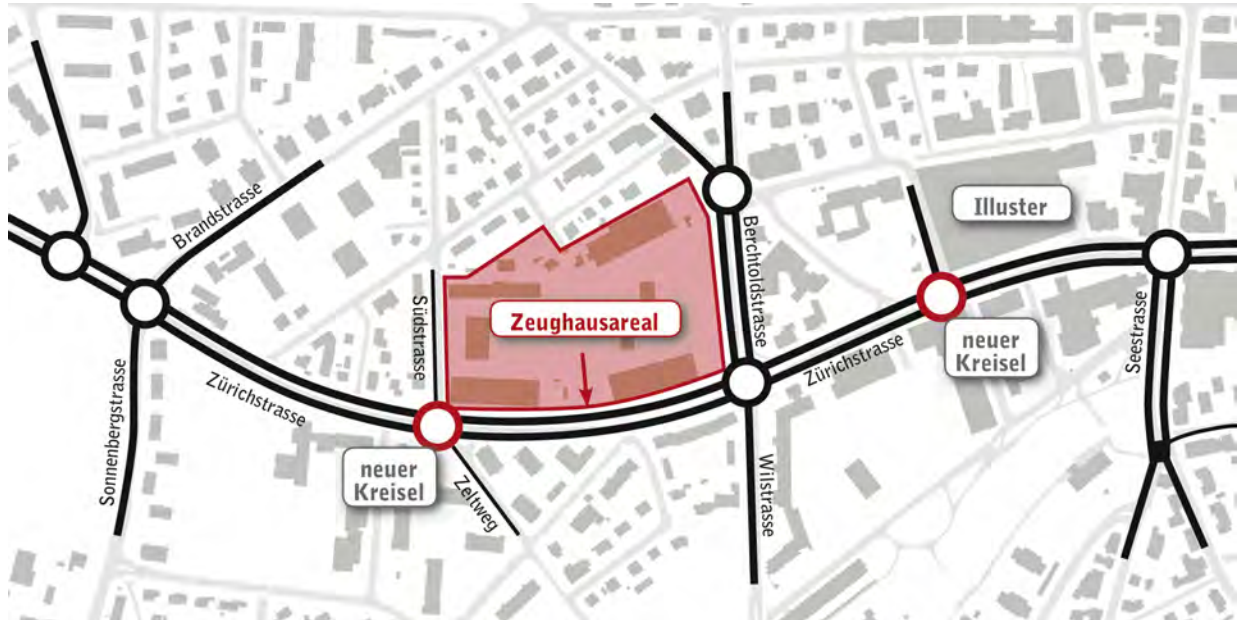 Brandstrasse
Illuster
Berchtoldstrasse
Südstrasse
Zeughausareal
neuer
Kreisel
Seestrasse
Zürichstrasse
Zürichstrasse
Sonnenbergstrasse
neuer
Kreisel
Zeltweg
Wilstrasse